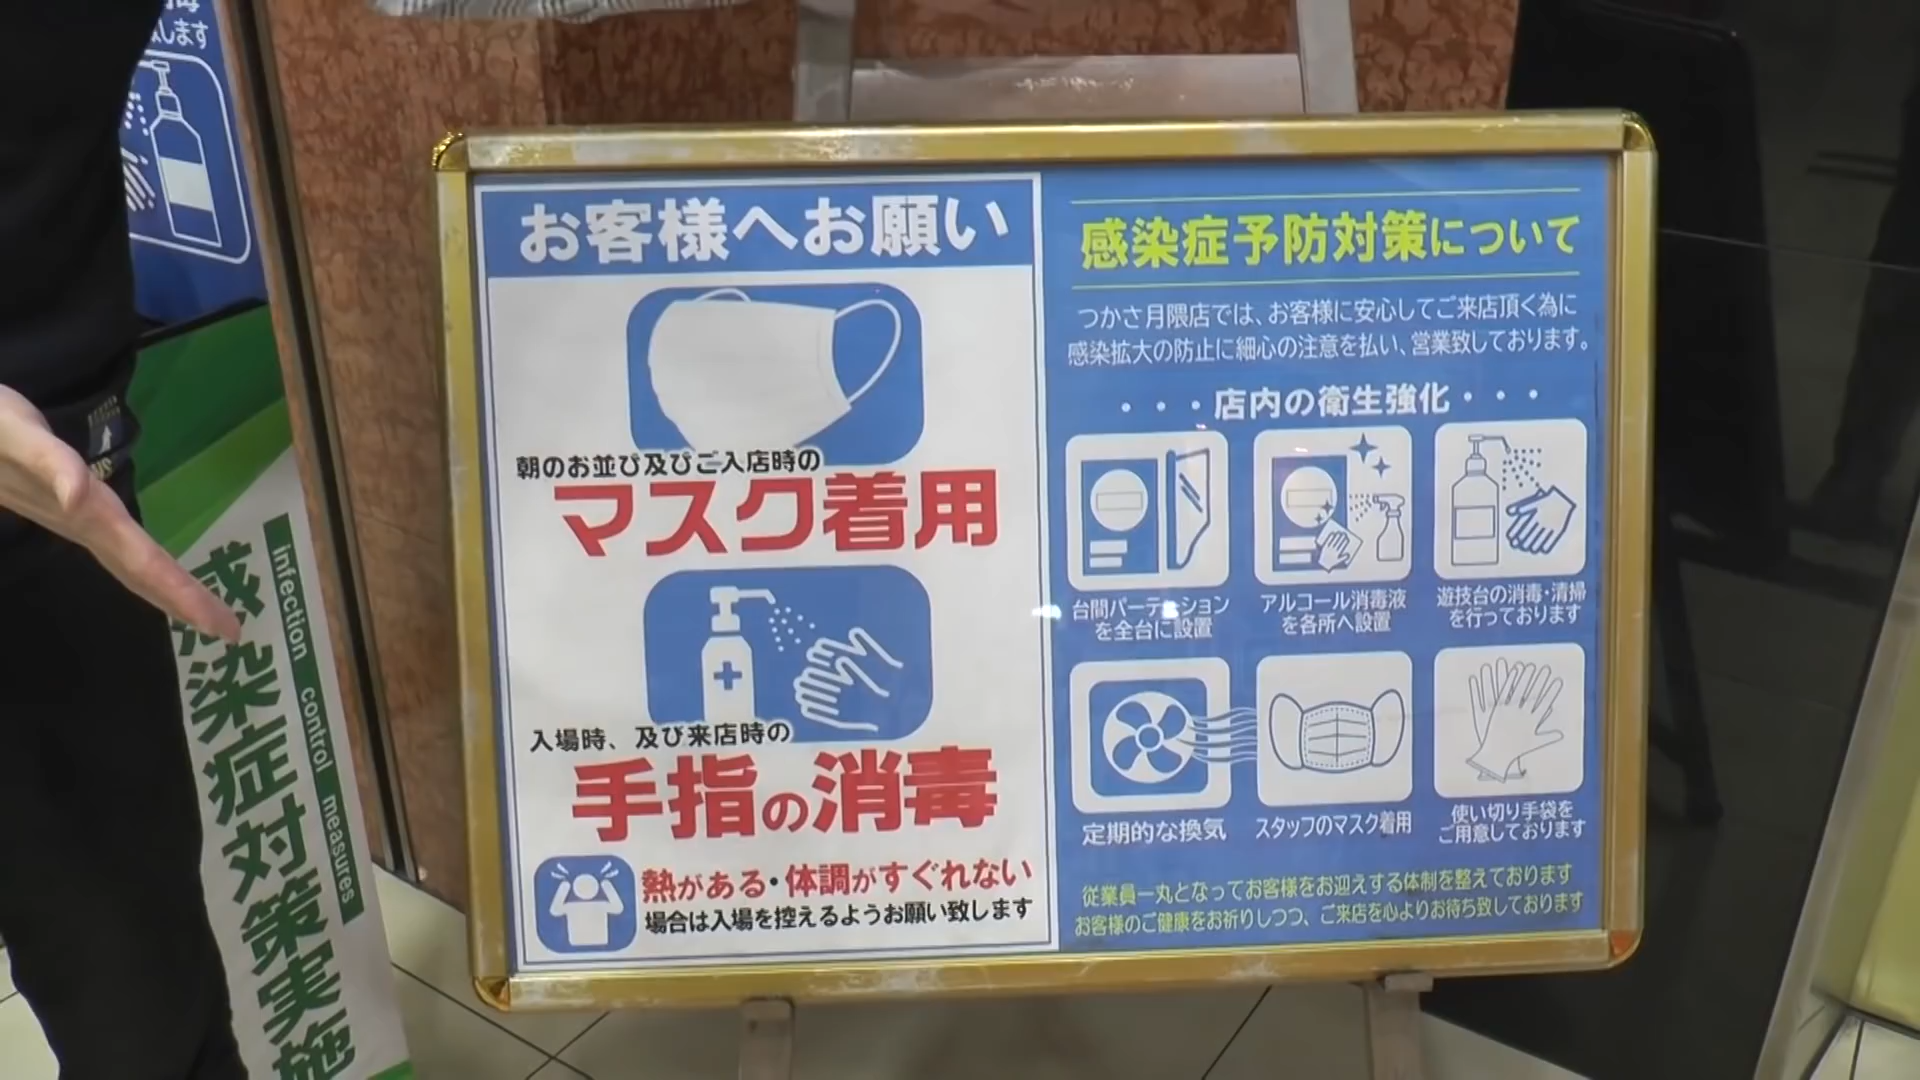 します
infection control measures
感染症対策実施
お客様へお願い
朝のお並び及びご入店時の
マスク着用
入場時、及び来店時の
手指の消毒
熱がある・体調がすぐれない
場合は入場を控えるようお願い致します
感染症予防対策について
つかさ月隈店では、お客様に安心してご来店頂く為に
感染拡大の防止に細心の注意を払い、営業致しております。
・・・店内の衛生強化・・・
台間パーテーション
を全台に設置
アルコール消毒液
を各所へ設置
遊技台の消毒・清掃
を行っております
定期的な換気
スタッフのマスク着用
使い切り手袋を
ご用意しております
従業員一丸となってお客様をお迎えする体制を整えております
お客様のご健康をお祈りしつつ、ご来店を心よりお待ち致しております